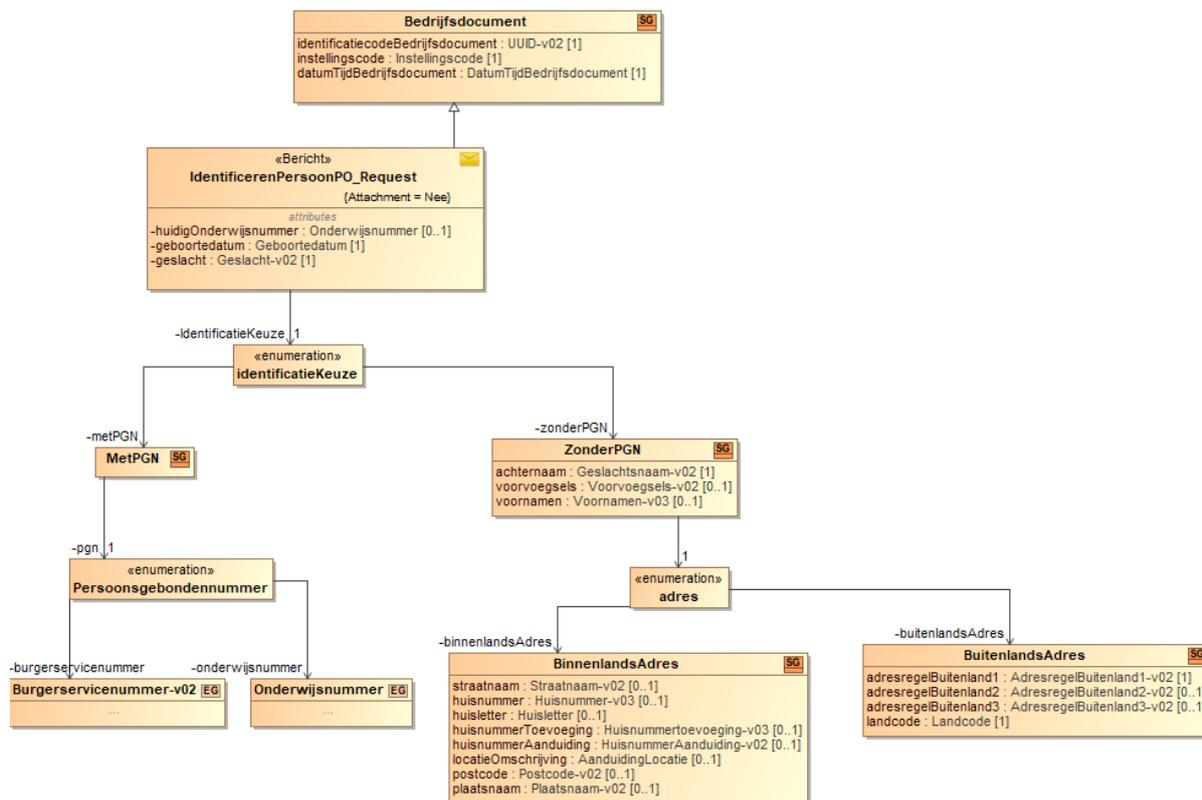 Bedrijfsdocument SG
identificatiecodeBedrijfsdocument : UUID-v02 [1]
instellingscode : Instellingscode [1]
datumTijdBedrijfsdocument : DatumTijdBedrijfsdocument [1]
«Bericht»
IdentificerenPersoonPO_Request
{Attachment = Nee}
attributes
-huidigOnderwijsnummer : Onderwijsnummer [0..1]
-geboortedatum : Geboortedatum [1]
-geslacht : Geslacht-v02 [1]
-IdentificatieKeuze 1
«enumeration»
identificatieKeuze
-metPGN
-zonderPGN
MetPGN SG
ZonderPGN SG
achternaam : Geslachtsnaam-v02 [1]
voorvoegsels : Voorvoegsels-v02 [0..1]
voornamen : Voornamen-v03 [0..1]
-pgn 1
1
«enumeration»
Persoonsgebondennummer
«enumeration»
adres
-burgerservicenummer
-onderwijsnummer
-binnenlandsAdres
-buitenlandsAdres
Burgerservicenummer-v02 EG
...
Onderwijsnummer EG
...
BinnenlandsAdres SG
straatnaam : Straatnaam-v02 [0..1]
huisnummer : Huisnummer-v03 [0..1]
huisletter : Huisletter [0..1]
huisnummerToevoeging : Huisnummertoevoeging-v03 [0..1]
huisnummerAanduiding : HuisnummerAanduiding-v02 [0..1]
locatieOmschrijving : AanduidingLocatie [0..1]
postcode : Postcode-v02 [0..1]
plaatsnaam : Plaatsnaam-v02 [0..1]
BuitenlandsAdres SG
adresregelBuitenland1 : AdresregelBuitenland1-v02 [1]
adresregelBuitenland2 : AdresregelBuitenland2-v02 [0..1
adresregelBuitenland3 : AdresregelBuitenland3-v02 [0..1
landcode : Landcode [1]